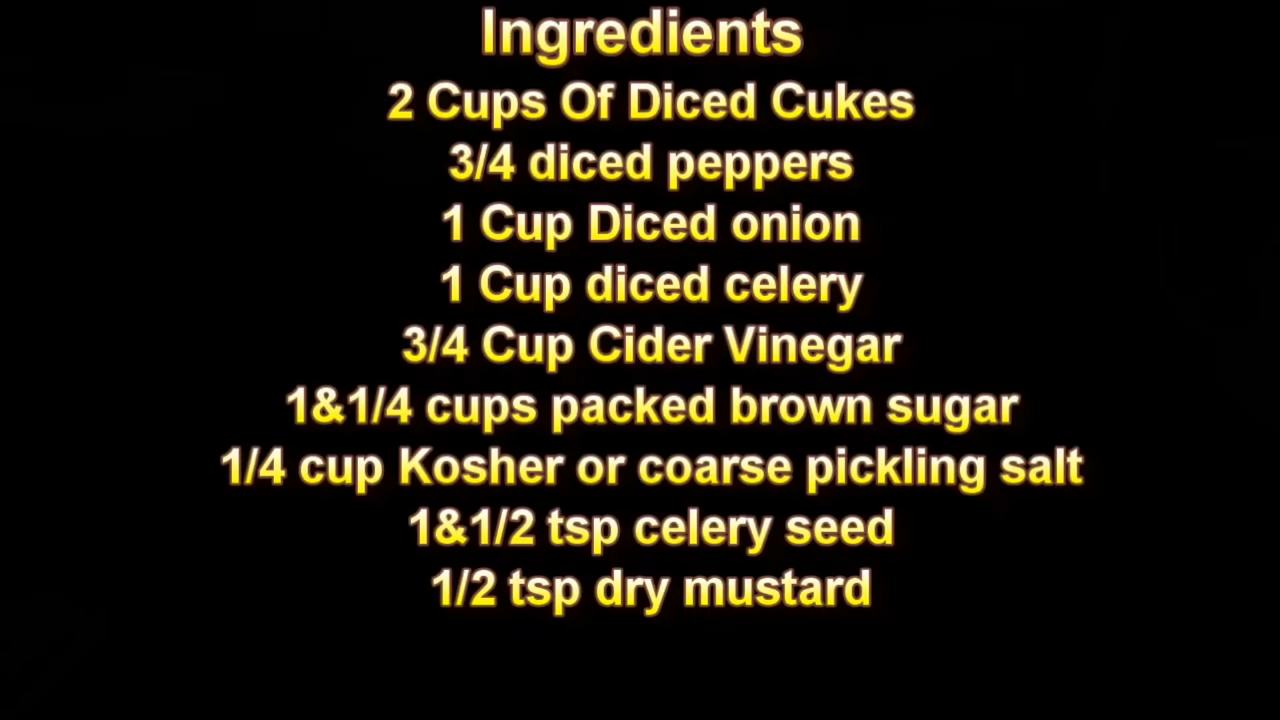 Ingredients
2 Cups Of Diced Cukes
3/4 diced peppers
1 Cup Diced onion
1 Cup diced celery
3/4 Cup Cider Vinegar
1&1/4 cups packed brown sugar
1/4 cup Kosher or coarse pickling salt
1&1/2 tsp celery seed
1/2 tsp dry mustard